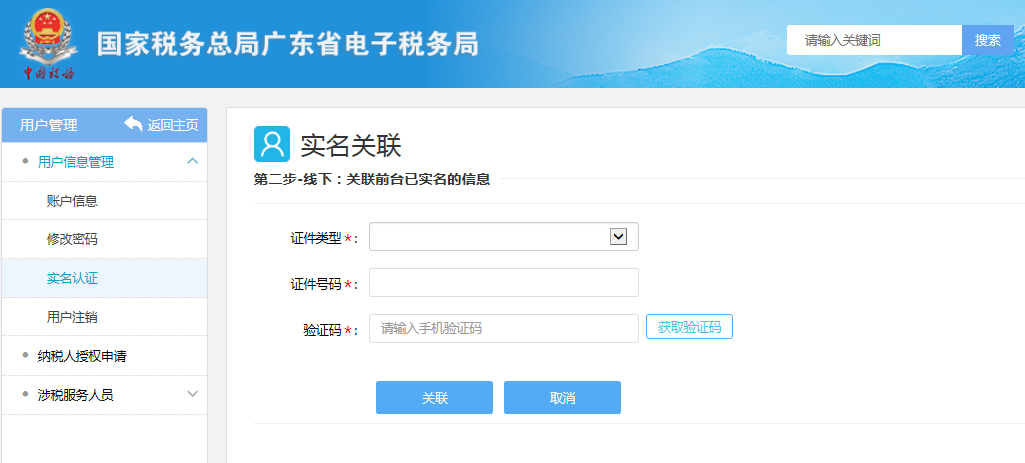 国家税务总局广东省电子税务局
中国税务
请输入关键词
搜索
用户管理
返回主页
用户信息管理
账户信息
修改密码
实名认证
用户注销
纳税人授权申请
涉税服务人员
实名关联
第二步-线下：关联前台已实名的信息
证件类型*：
证件号码*：
验证码*：
请输入手机验证码
获取验证码
关联
取消